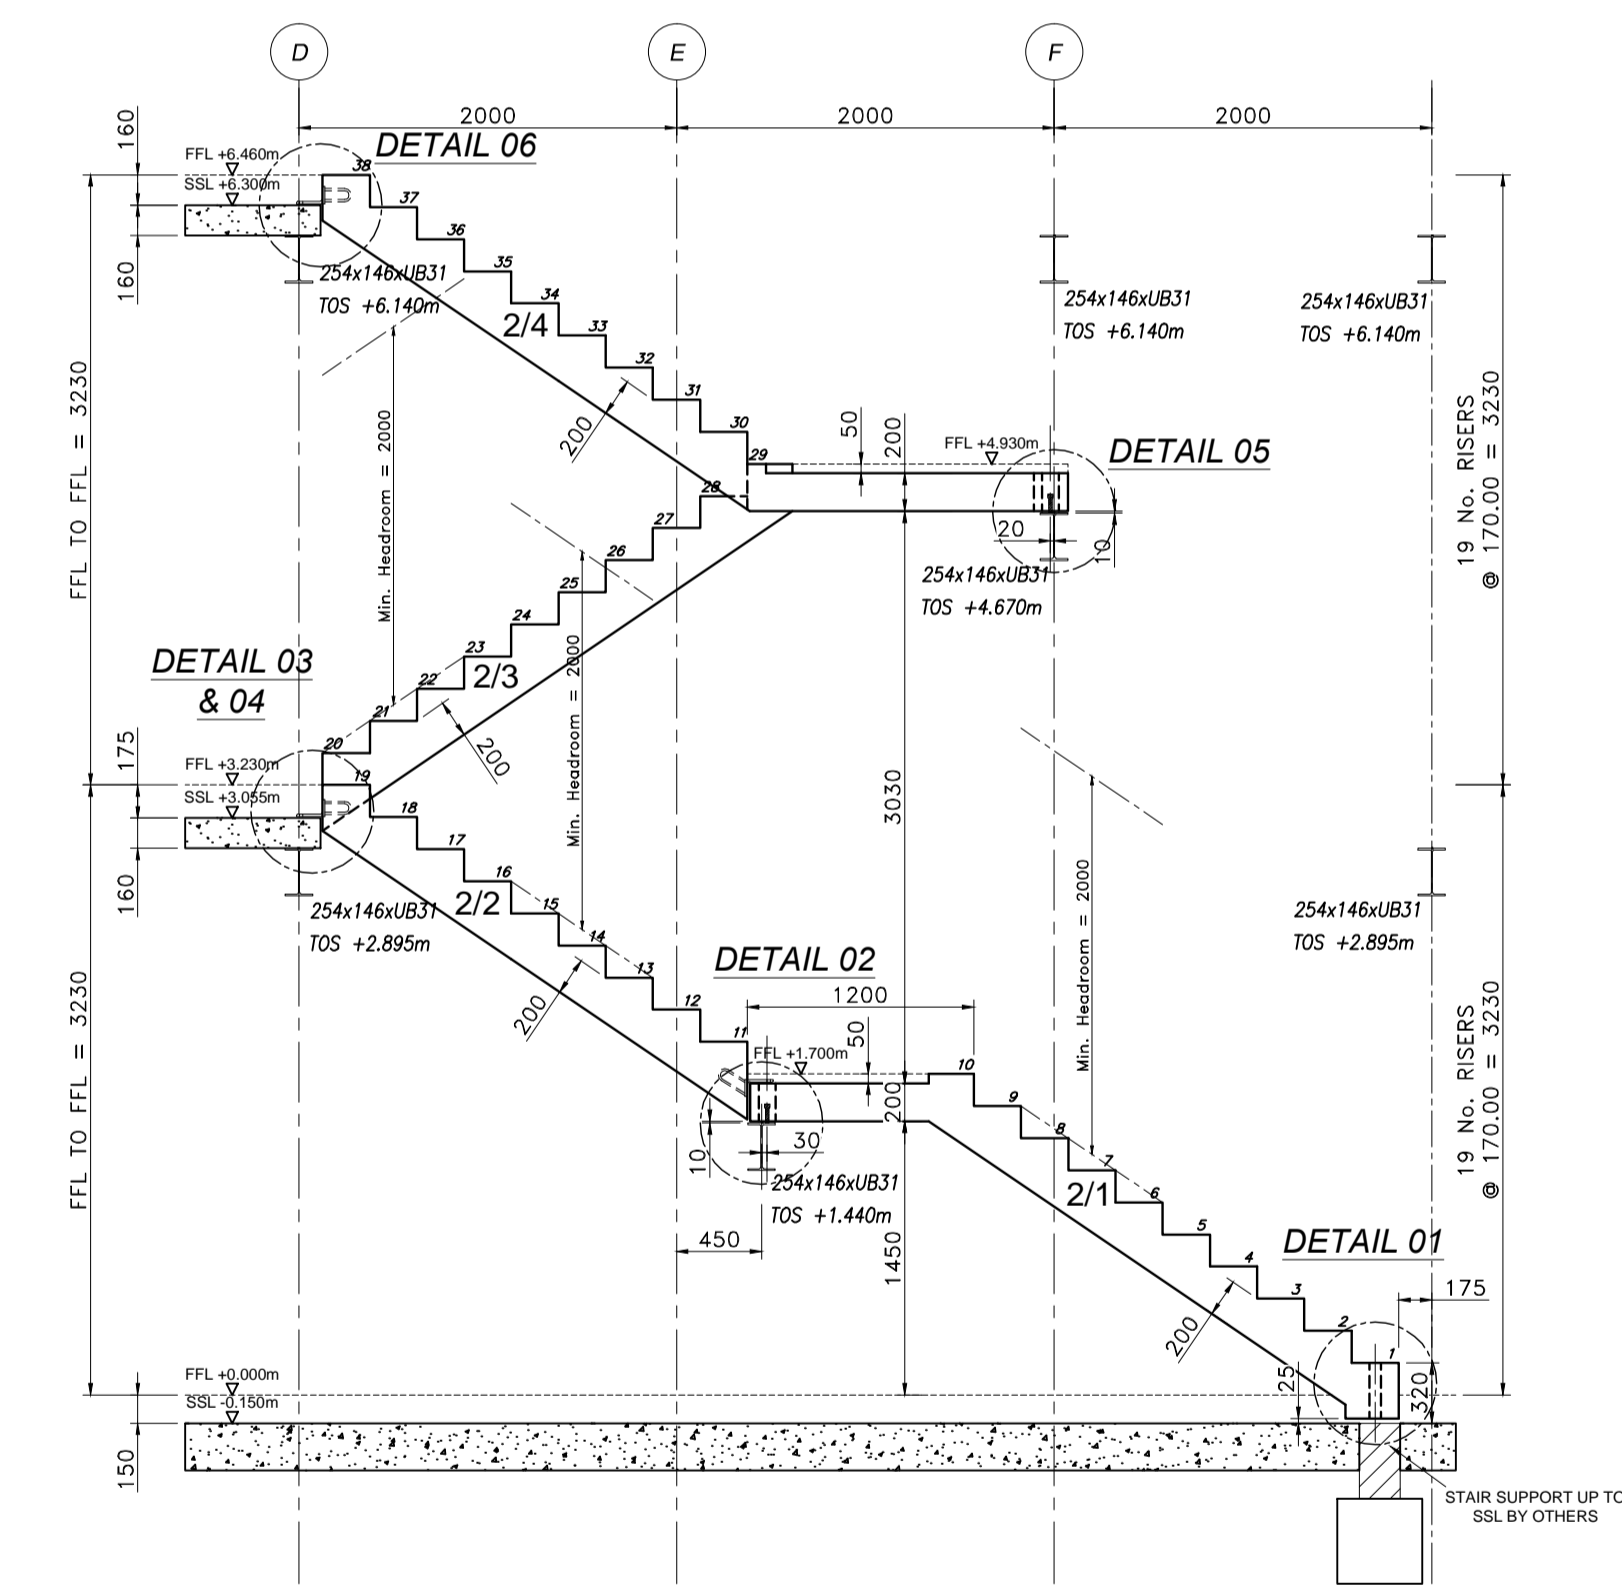 D
E
F
2000
2000
2000
160
DETAIL 06
FFL +6.460m
SSL +6.300m
160
38
37
36
35
34
33
32
31
30
29
254x146xUB31
TOS +6.140m
2/4
200
254x146xUB31
TOS +6.140m
254x146xUB31
TOS +6.140m
FFL TO FFL = 3230
Min. Headroom = 2000
50
200
FFL +4.930m
DETAIL 05
20
10
254x146xUB31
TOS +4.670m
19 No. RISERS
@ 170.00 = 3230
28
27
26
25
24
23
22
21
20
2/3
200
Min. Headroom = 2000
DETAIL 03
& 04
175
FFL +3.230m
SSL +3.055m
160
19
18
17
16
15
14
13
12
11
254x146xUB31
TOS +2.895m
2/2
200
3030
Min. Headroom = 2000
254x146xUB31
TOS +2.895m
DETAIL 02
1200
50
FFL +1.700m
200
10
30
254x146xUB31
TOS +1.440m
450
1450
10
9
8
7
6
5
4
3
2
1
2/1
200
FFL TO FFL = 3230
19 No. RISERS
@ 170.00 = 3230
DETAIL 01
175
25
320
FFL +0.000m
SSL -0.150m
150
STAIR SUPPORT UP TO
SSL BY OTHERS